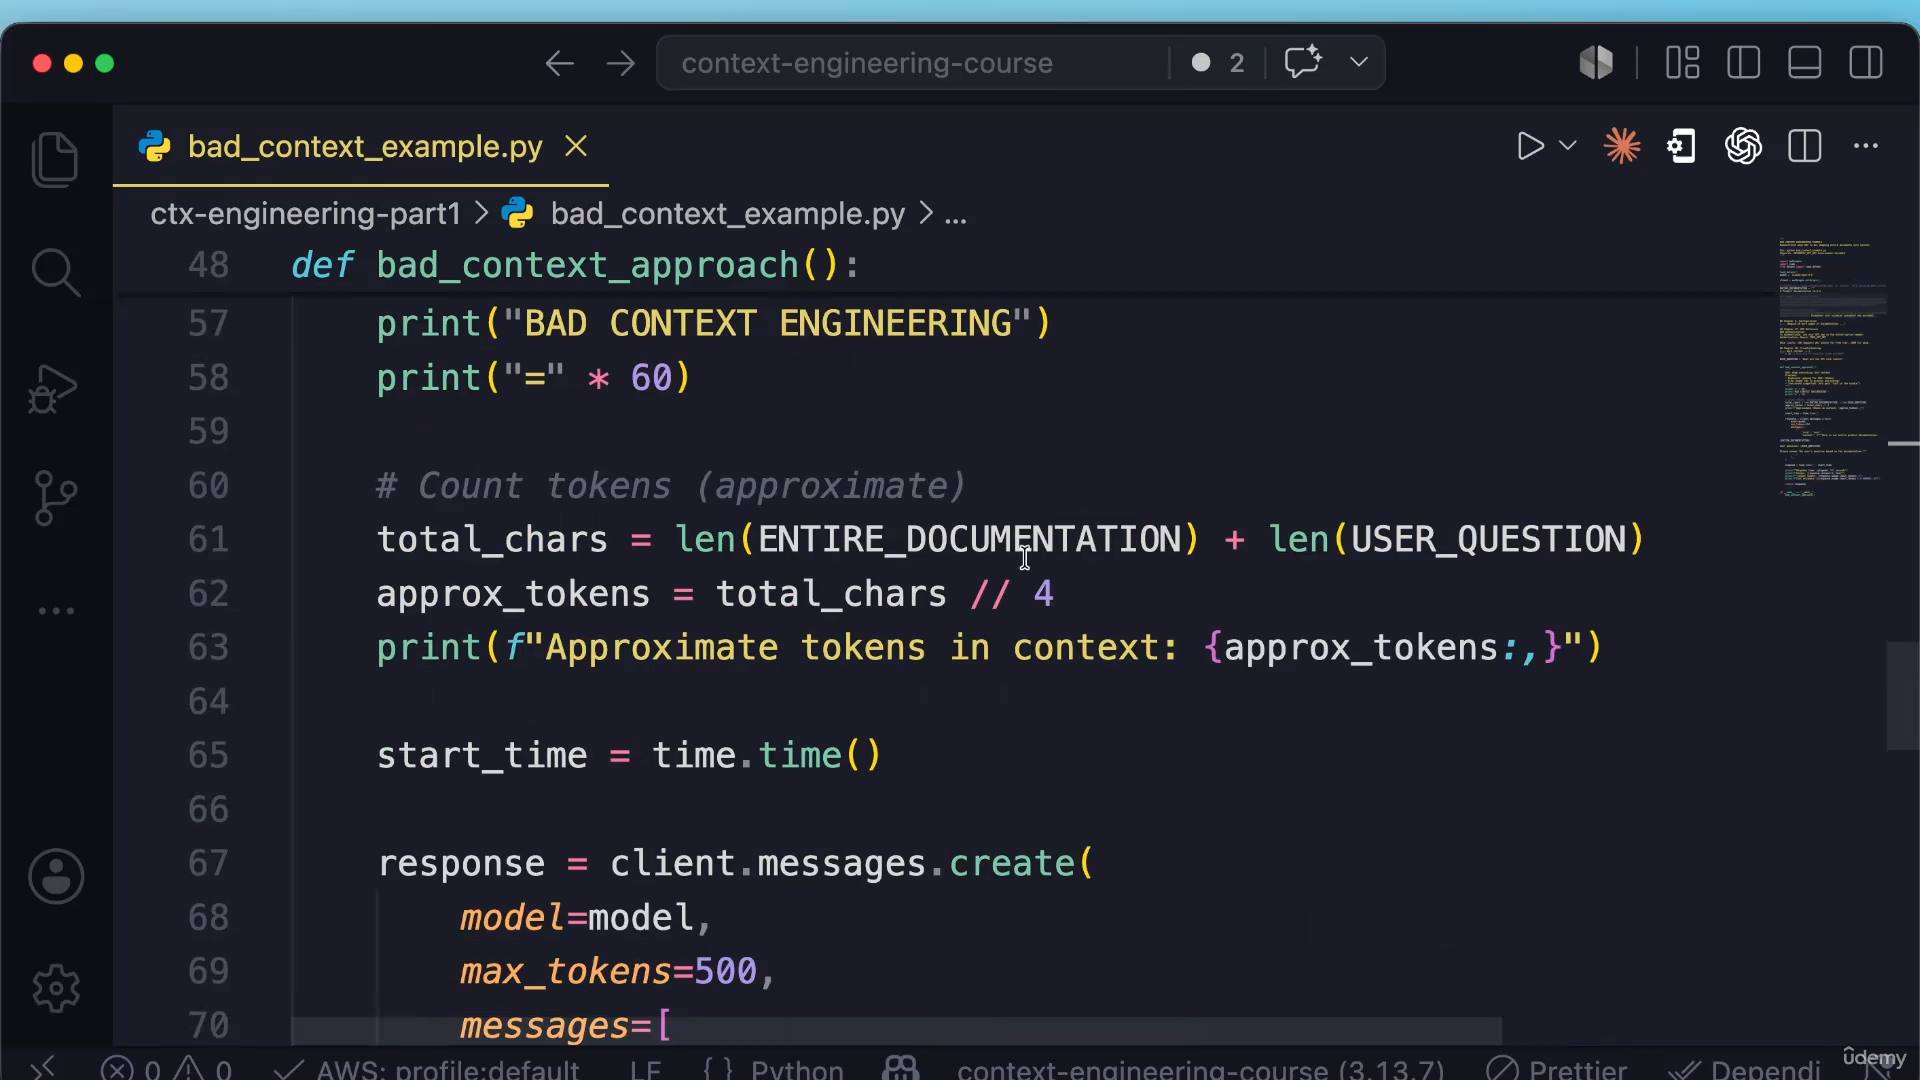 context-engineering-course
2
bad_context_example.py
ctx-engineering-part1 > bad_context_example.py > ...
48 def bad_context_approach():
57 print("BAD CONTEXT ENGINEERING")
58 print("=" * 60)
59
60 # Count tokens (approximate)
61 total_chars = len(ENTIRE_DOCUMENTATION) + len(USER_QUESTION)
62 approx_tokens = total_chars // 4
63 print(f"Approximate tokens in context: {approx_tokens:,}")
64
65 start_time = time.time()
66
67 response = client.messages.create(
68 model=model,
69 max_tokens=500,
70 messages=[
0 0 AWS: profile:default LF { } Python context-engineering-course (3.13.7) Prettier Dependi
ûdemy